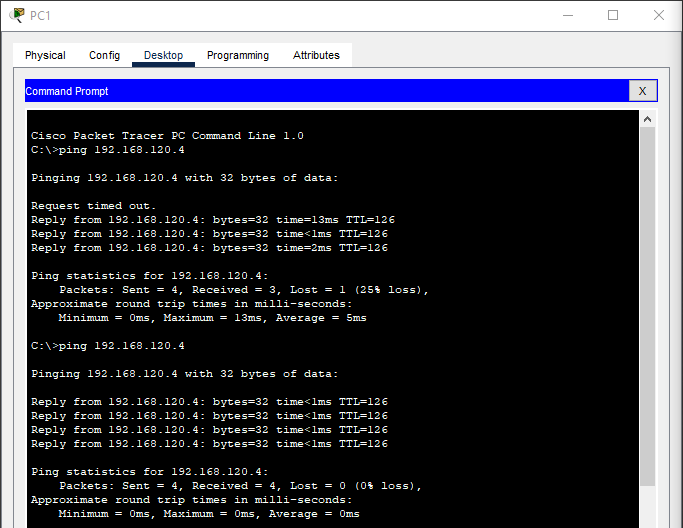 PC1
Physical Config Desktop Programming Attributes
Command Prompt X
Cisco Packet Tracer PC Command Line 1.0
C:\>ping 192.168.120.4
Pinging 192.168.120.4 with 32 bytes of data:
Request timed out.
Reply from 192.168.120.4: bytes=32 time=13ms TTL=126
Reply from 192.168.120.4: bytes=32 time<1ms TTL=126
Reply from 192.168.120.4: bytes=32 time=2ms TTL=126
Ping statistics for 192.168.120.4:
Packets: Sent = 4, Received = 3, Lost = 1 (25% loss),
Approximate round trip times in milli-seconds:
Minimum = 0ms, Maximum = 13ms, Average = 5ms
C:\>ping 192.168.120.4
Pinging 192.168.120.4 with 32 bytes of data:
Reply from 192.168.120.4: bytes=32 time<1ms TTL=126
Reply from 192.168.120.4: bytes=32 time<1ms TTL=126
Reply from 192.168.120.4: bytes=32 time<1ms TTL=126
Reply from 192.168.120.4: bytes=32 time<1ms TTL=126
Ping statistics for 192.168.120.4:
Packets: Sent = 4, Received = 4, Lost = 0 (0% loss),
Approximate round trip times in milli-seconds:
Minimum = 0ms, Maximum = 0ms, Average = 0ms